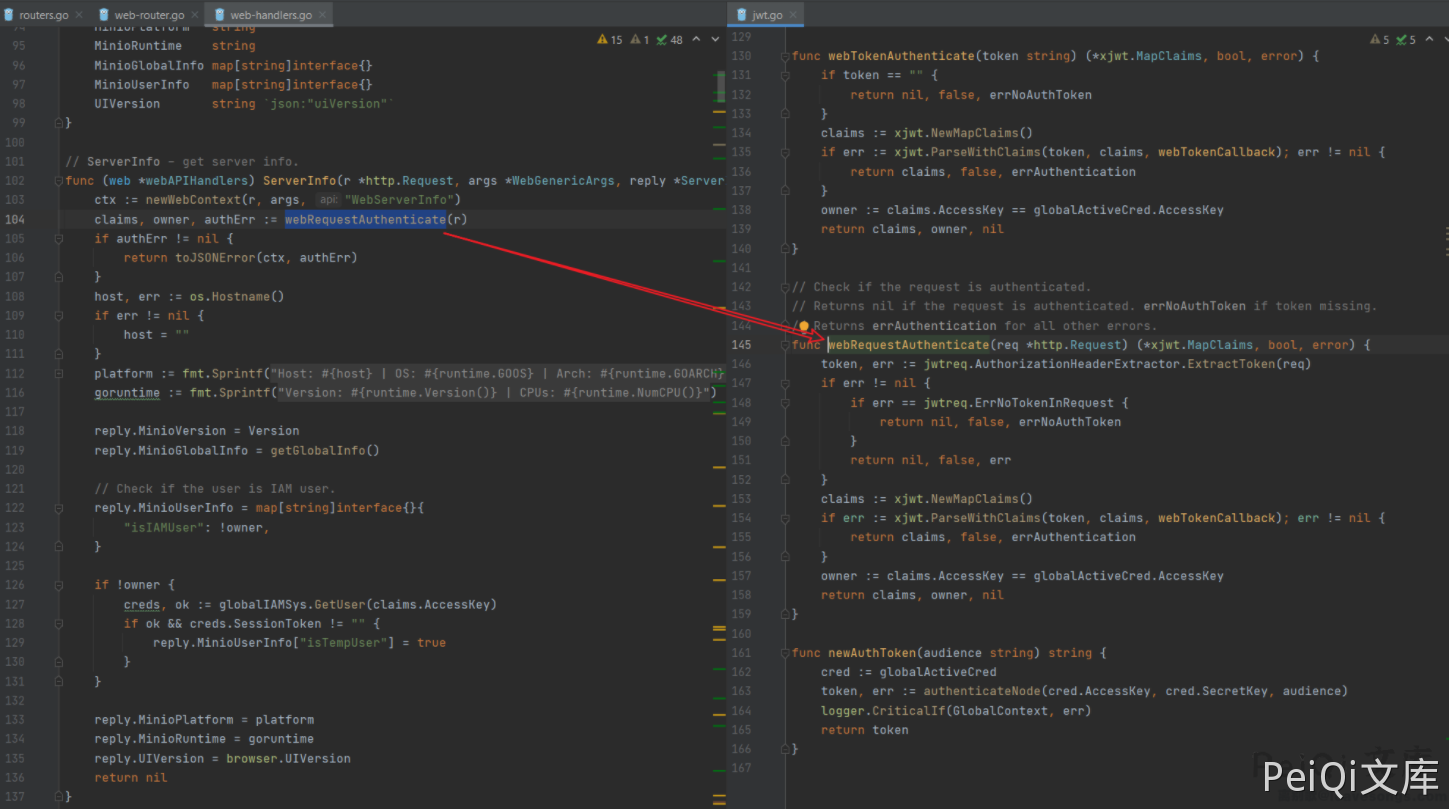 routers.go
web-router.go
web-handlers.go
15 1 48
94 MinioPlatform string
95 MinioRuntime string
96 MinioGlobalInfo map[string]interface{}
97 MinioUserInfo map[string]interface{}
98 UIVersion string `json:"uiVersion"`
99 }
100
101 // ServerInfo - get server info.
102 func (web *webAPIHandlers) ServerInfo(r *http.Request, args *WebGenericArgs, reply *Server
103 ctx := newWebContext(r, args, api: "WebServerInfo")
104 claims, owner, authErr := webRequestAuthenticate(r)
105 if authErr != nil {
106 return toJSONError(ctx, authErr)
107 }
108 host, err := os.Hostname()
109 if err != nil {
110 host = ""
111 }
112 platform := fmt.Sprintf("Host: #{host} | OS: #{runtime.GOOS} | Arch: #{runtime.GOARCH}
116 goruntime := fmt.Sprintf("Version: #{runtime.Version()} | CPUs: #{runtime.NumCPU()}")
117
118 reply.MinioVersion = Version
119 reply.MinioGlobalInfo = getGlobalInfo()
120
121 // Check if the user is IAM user.
122 reply.MinioUserInfo = map[string]interface{}{
123 "isIAMUser": !owner,
124 }
125
126 if !owner {
127 creds, ok := globalIAMSys.GetUser(claims.AccessKey)
128 if ok && creds.SessionToken != "" {
129 reply.MinioUserInfo["isTempUser"] = true
130 }
131 }
132
133 reply.MinioPlatform = platform
134 reply.MinioRuntime = goruntime
135 reply.UIVersion = browser.UIVersion
136 return nil
137 }
jwt.go
5 5
129
130 func webTokenAuthenticate(token string) (*xjwt.MapClaims, bool, error) {
131 if token == "" {
132 return nil, false, errNoAuthToken
133 }
134 claims := xjwt.NewMapClaims()
135 if err := xjwt.ParseWithClaims(token, claims, webTokenCallback); err != nil {
136 return claims, false, errAuthentication
137 }
138 owner := claims.AccessKey == globalActiveCred.AccessKey
139 return claims, owner, nil
140 }
141
142 // Check if the request is authenticated.
143 // Returns nil if the request is authenticated. errNoAuthToken if token missing.
144 / Returns errAuthentication for all other errors.
145 func webRequestAuthenticate(req *http.Request) (*xjwt.MapClaims, bool, error) {
146 token, err := jwtreq.AuthorizationHeaderExtractor.ExtractToken(req)
147 if err != nil {
148 if err == jwtreq.ErrNoTokenInRequest {
149 return nil, false, errNoAuthToken
150 }
151 return nil, false, err
152 }
153 claims := xjwt.NewMapClaims()
154 if err := xjwt.ParseWithClaims(token, claims, webTokenCallback); err != nil {
155 return claims, false, errAuthentication
156 }
157 owner := claims.AccessKey == globalActiveCred.AccessKey
158 return claims, owner, nil
159 }
160
161 func newAuthToken(audience string) string {
162 cred := globalActiveCred
163 token, err := authenticateNode(cred.AccessKey, cred.SecretKey, audience)
164 logger.CriticalIf(GlobalContext, err)
165 return token
166 }
167
PeiQi文库